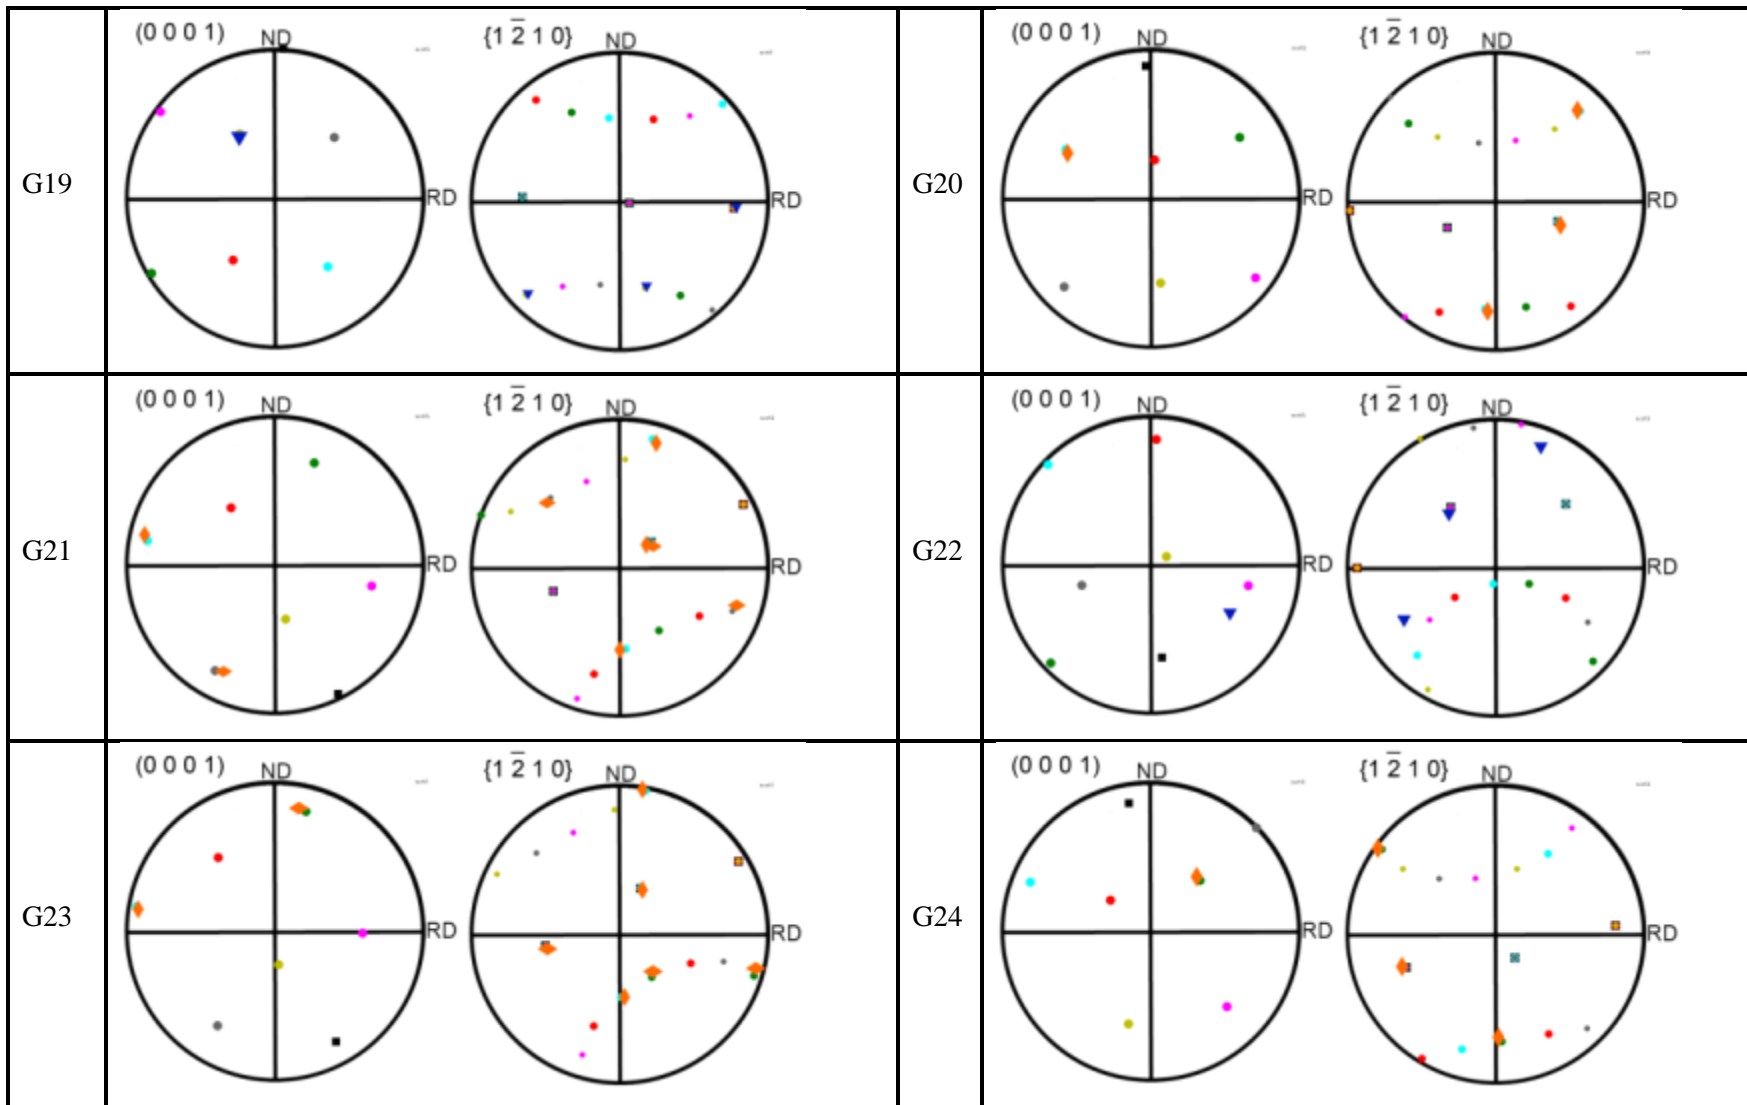 (0 0 0 1) ND {1 2̅ 1 0} ND (0 0 0 1) ND {1 2̅ 1 0} ND
G19 RD RD G20 RD RD
(0 0 0 1) ND {1 2̅ 1 0} ND (0 0 0 1) ND {1 2̅ 1 0} ND
G21 RD RD G22 RD RD
(0 0 0 1) ND {1 2̅ 1 0} ND (0 0 0 1) ND {1 2̅ 1 0} ND
G23 RD RD G24 RD RD